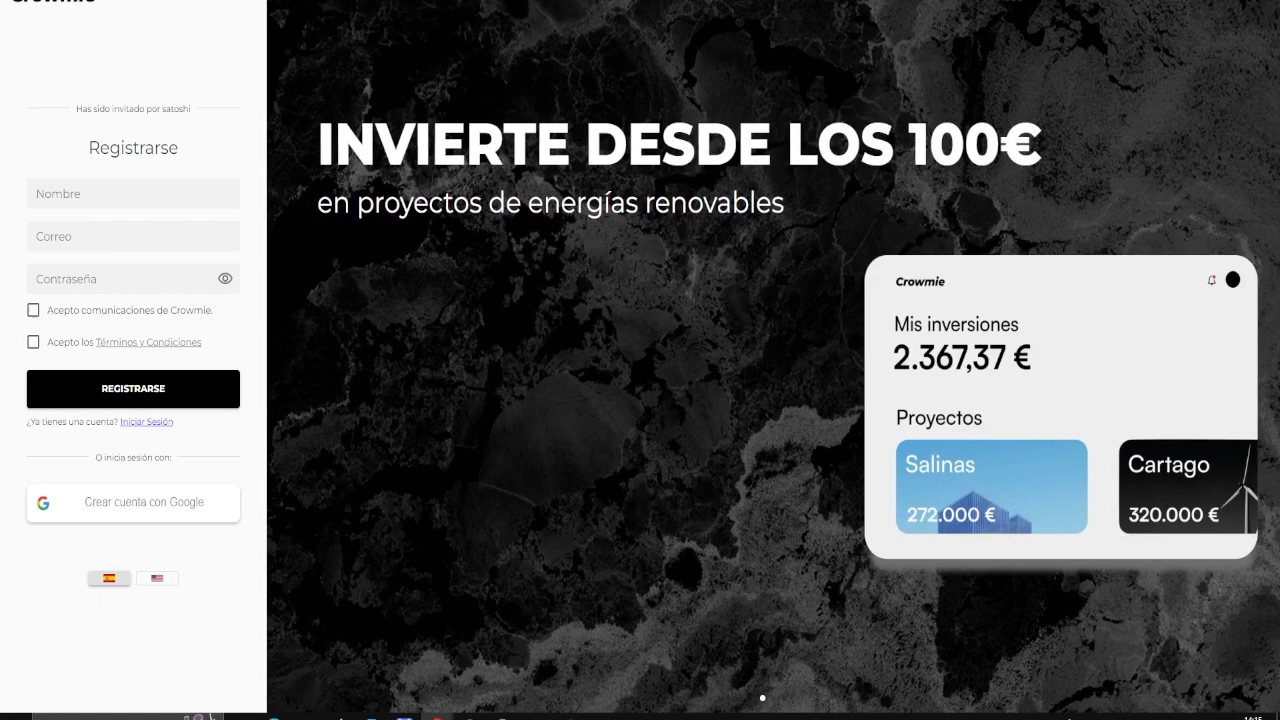 Crowmie
Has sido invitado por satoshi
Registrarse
Nombre
Correo
Contraseña
Acepto comunicaciones de Crowmie.
Acepto los Términos y Condiciones
REGISTRARSE
¿Ya tienes una cuenta? Iniciar Sesión
O inicia sesión con:
Crear cuenta con Google
INVIERTE DESDE LOS 100€
en proyectos de energías renovables
Crowmie
Mis inversiones
2.367,37 €
Proyectos
Salinas
272.000 €
Cartago
320.000 €